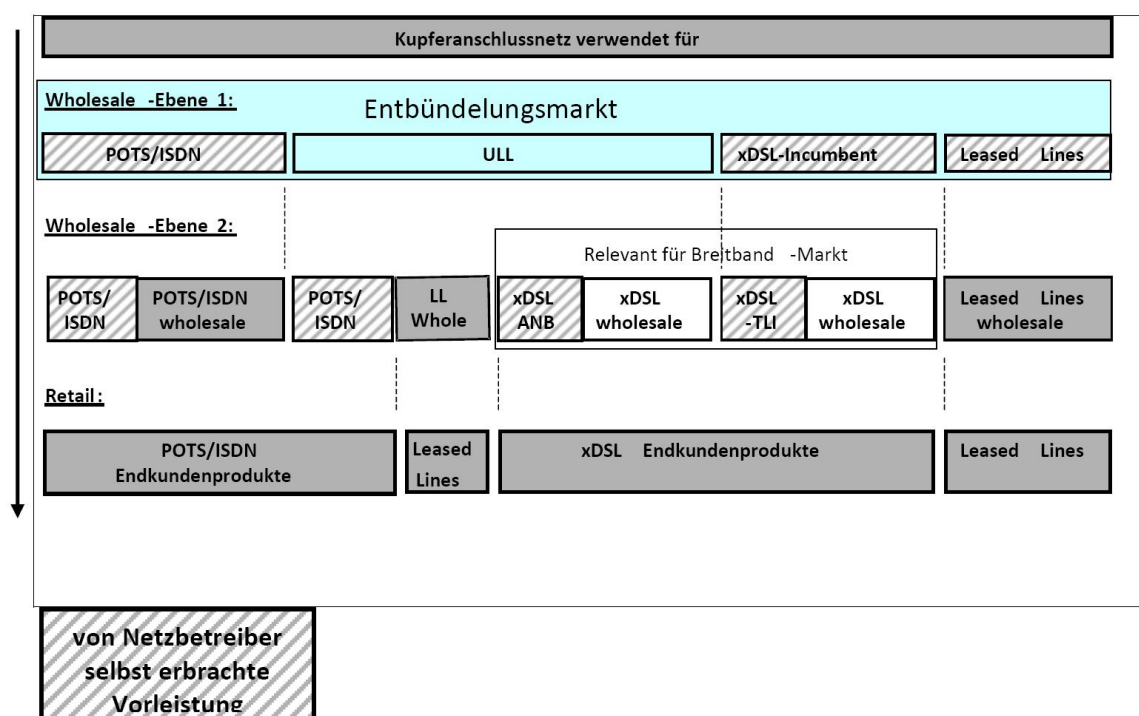 Kupferanschlussnetz verwendet für
Wholesale -Ebene 1:
Entbündelungsmarkt
POTS/ISDN
ULL
xDSL-Incumbent
Leased Lines
Wholesale -Ebene 2:
Relevant für Breitband -Markt
POTS/
ISDN
POTS/ISDN
wholesale
POTS/
ISDN
LL
Whole
xDSL
ANB
xDSL
wholesale
xDSL
-TLI
xDSL
wholesale
Leased Lines
wholesale
Retail:
POTS/ISDN
Endkundenprodukte
Leased
Lines
xDSL Endkundenprodukte
Leased Lines
von Netzbetreiber
selbst erbrachte
Vorleistung